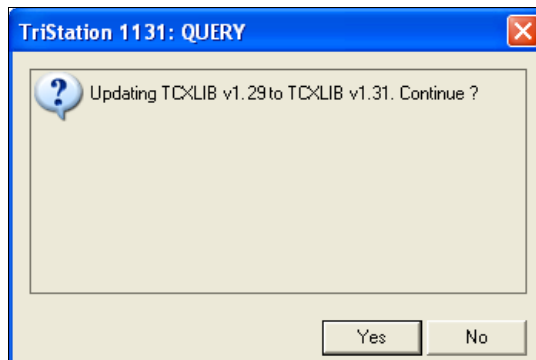 TriStation 1131: QUERY
Updating TCXLIB v1.29 to TCXLIB v1.31. Continue ?
Yes
No